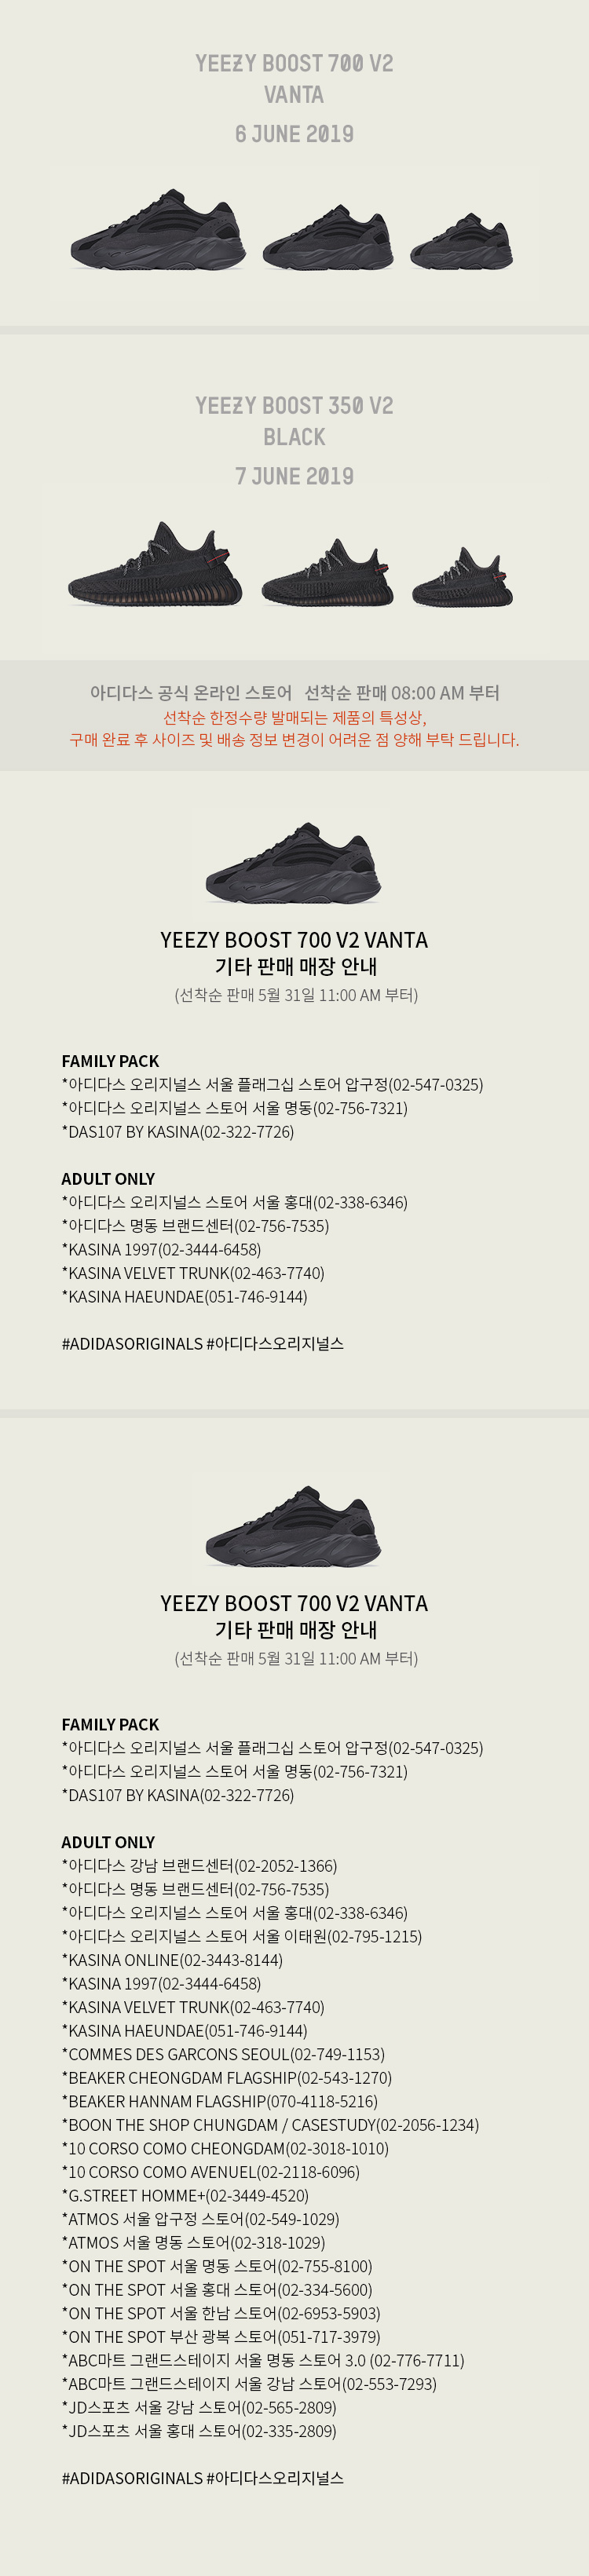 YEEZY BOOST 700 V2
VANTA
6 JUNE 2019
YEEZY BOOST 350 V2
BLACK
7 JUNE 2019
아디다스 공식 온라인 스토어 선착순 판매 08:00 AM 부터
선착순 한정수량 발매되는 제품의 특성상,
구매 완료 후 사이즈 및 배송 정보 변경이 어려운 점 양해 부탁 드립니다.
YEEZY BOOST 700 V2 VANTA
기타 판매 매장 안내
(선착순 판매 5월 31일 11:00 AM 부터)
FAMILY PACK
*아디다스 오리지널스 서울 플래그십 스토어 압구정(02-547-0325)
*아디다스 오리지널스 스토어 서울 명동(02-756-7321)
*DAS107 BY KASINA(02-322-7726)
ADULT ONLY
*아디다스 오리지널스 스토어 서울 홍대(02-338-6346)
*아디다스 명동 브랜드센터(02-756-7535)
*KASINA 1997(02-3444-6458)
*KASINA VELVET TRUNK(02-463-7740)
*KASINA HAEUNDAE(051-746-9144)
#ADIDASORIGINALS #아디다스오리지널스
YEEZY BOOST 700 V2 VANTA
기타 판매 매장 안내
(선착순 판매 5월 31일 11:00 AM 부터)
FAMILY PACK
*아디다스 오리지널스 서울 플래그십 스토어 압구정(02-547-0325)
*아디다스 오리지널스 스토어 서울 명동(02-756-7321)
*DAS107 BY KASINA(02-322-7726)
ADULT ONLY
*아디다스 강남 브랜드센터(02-2052-1366)
*아디다스 명동 브랜드센터(02-756-7535)
*아디다스 오리지널스 스토어 서울 홍대(02-338-6346)
*아디다스 오리지널스 스토어 서울 이태원(02-795-1215)
*KASINA ONLINE(02-3443-8144)
*KASINA 1997(02-3444-6458)
*KASINA VELVET TRUNK(02-463-7740)
*KASINA HAEUNDAE(051-746-9144)
*COMMES DES GARCONS SEOUL(02-749-1153)
*BEAKER CHEONGDAM FLAGSHIP(02-543-1270)
*BEAKER HANNAM FLAGSHIP(070-4118-5216)
*BOON THE SHOP CHUNGDAM / CASESTUDY(02-2056-1234)
*10 CORSO COMO CHEONGDAM(02-3018-1010)
*10 CORSO COMO AVENUEL(02-2118-6096)
*G.STREET HOMME+(02-3449-4520)
*ATMOS 서울 압구정 스토어(02-549-1029)
*ATMOS 서울 명동 스토어(02-318-1029)
*ON THE SPOT 서울 명동 스토어(02-755-8100)
*ON THE SPOT 서울 홍대 스토어(02-334-5600)
*ON THE SPOT 서울 한남 스토어(02-6953-5903)
*ON THE SPOT 부산 광복 스토어(051-717-3979)
*ABC마트 그랜드스테이지 서울 명동 스토어 3.0 (02-776-7711)
*ABC마트 그랜드스테이지 서울 강남 스토어(02-553-7293)
*JD스포츠 서울 강남 스토어(02-565-2809)
*JD스포츠 서울 홍대 스토어(02-335-2809)
#ADIDASORIGINALS #아디다스오리지널스